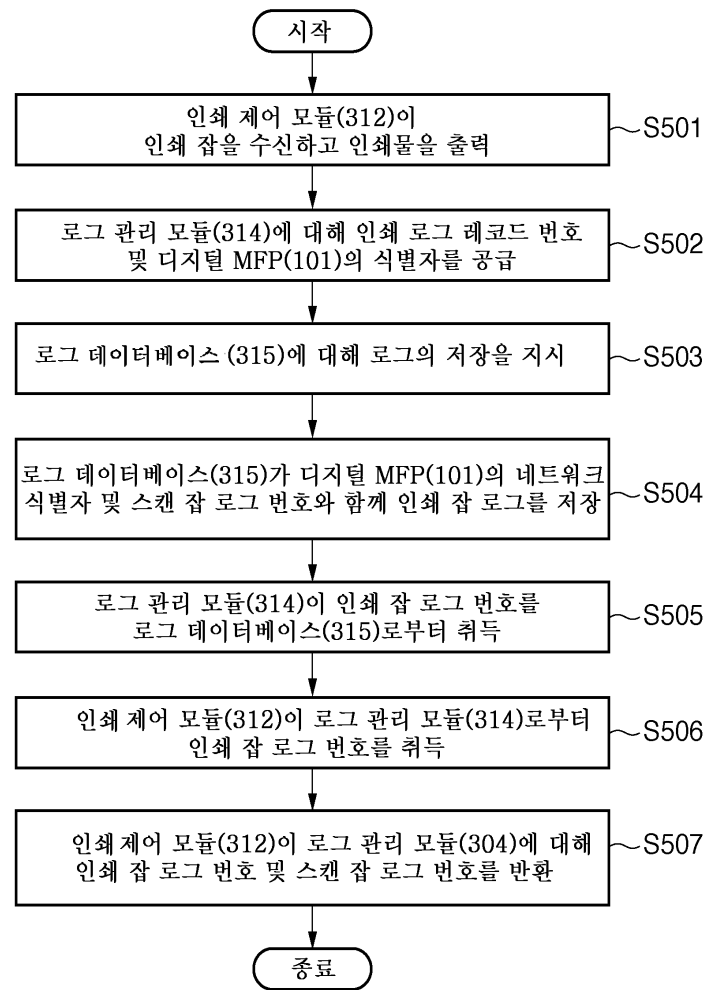 시작
인쇄 제어 모듈(312)이
인쇄 잡을 수신하고 인쇄물을 출력
S501
로그 관리 모듈(314)에 대해 인쇄 로그 레코드 번호
및 디지털 MFP(101)의 식별자를 공급
S502
로그 데이터베이스 (315)에 대해 로그의 저장을 지시
S503
로그 데이터베이스(315)가 디지털 MFP(101)의 네트워크
식별자 및 스캔 잡 로그 번호와 함께 인쇄 잡 로그를 저장
S504
로그 관리 모듈(314)이 인쇄 잡 로그 번호를
로그 데이터베이스(315)로부터 취득
S505
인쇄 제어 모듈(312)이 로그 관리 모듈(314)로부터
인쇄 잡 로그 번호를 취득
S506
인쇄 제어 모듈(312)이 로그 관리 모듈(304)에 대해
인쇄 잡 로그 번호 및 스캔 잡 로그 번호를 반환
S507
종료